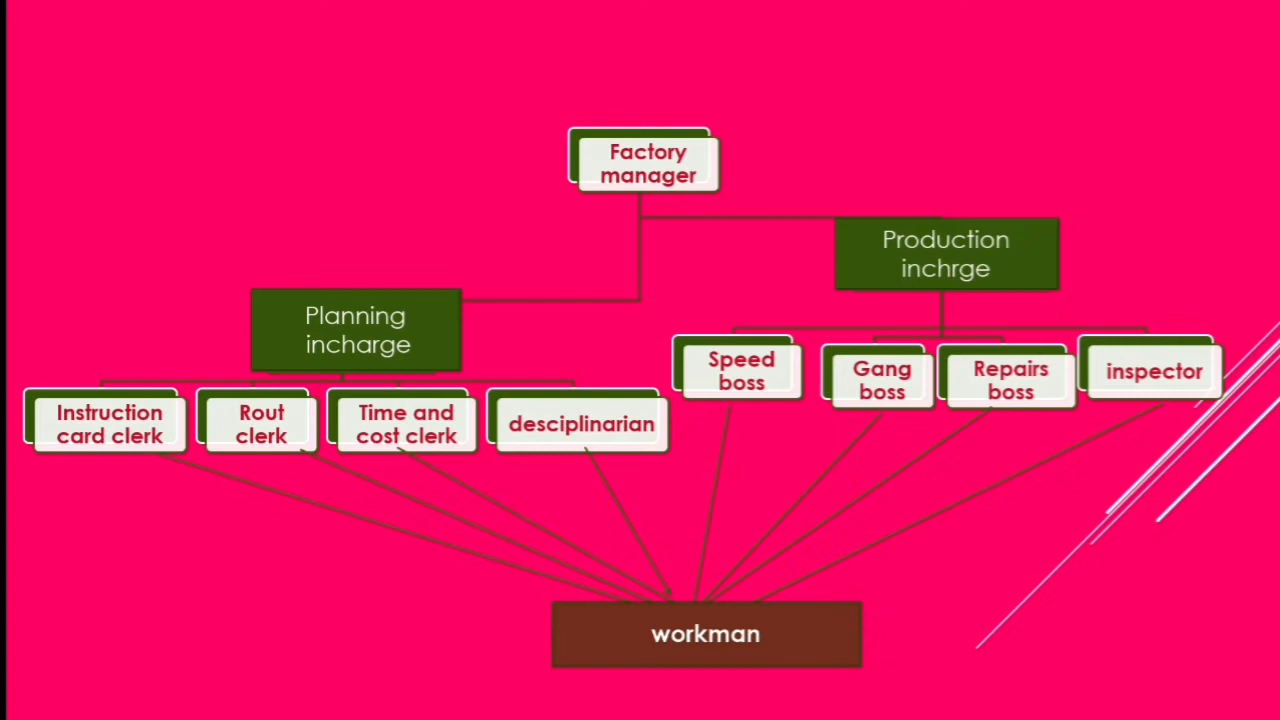 Factory
manager
Production
inchrge
Planning
incharge
Speed
boss
Gang
boss
Repairs
boss
inspector
Instruction
card clerk
Rout
clerk
Time and
cost clerk
desciplinarian
workman